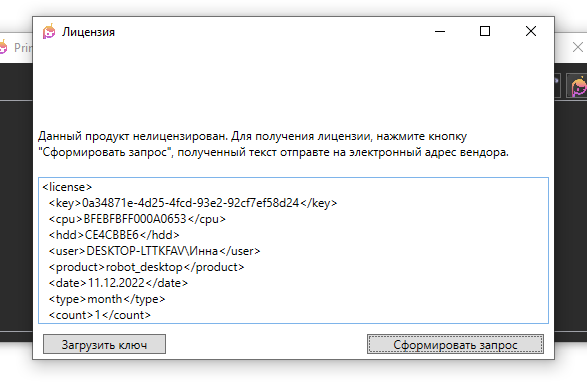 Лицензия
Prim
Данный продукт нелицензирован. Для получения лицензии, нажмите кнопку
"Сформировать запрос", полученный текст отправте на электронный адрес вендора.
<license>
<key>0a34871e-4d25-4fcd-93e2-92cf7ef58d24</key>
<cpu>BFEBFBFF000A0653</cpu>
<hdd>CE4CBBE6</hdd>
<user>DESKTOP-LTTKFAV\Инна</user>
<product>robot_desktop</product>
<date>11.12.2022</date>
<type>month</type>
<count>1</count>
Загрузить ключ
Сформировать запрос